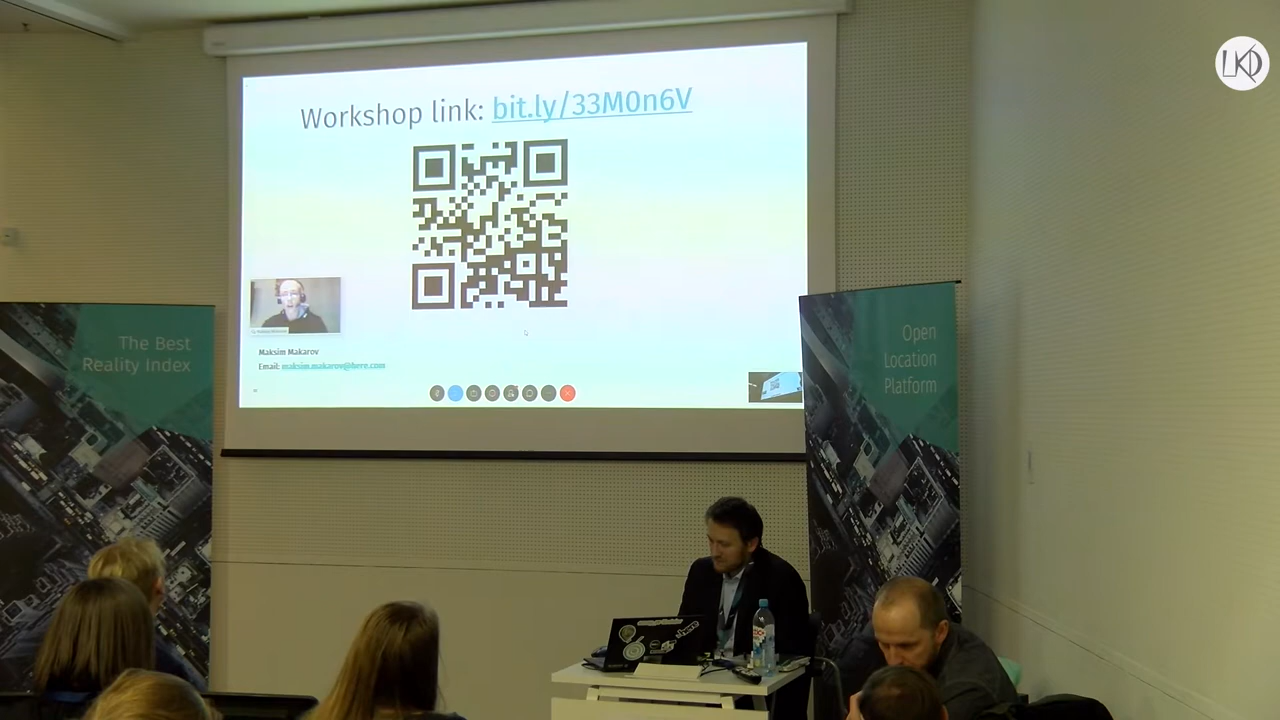 LKD
Workshop link: bit.ly/33M0n6V
Maksim Makarov
Email: maksim.makarov@here.com
The Best
Reality Index
Open
Location
Platform
here